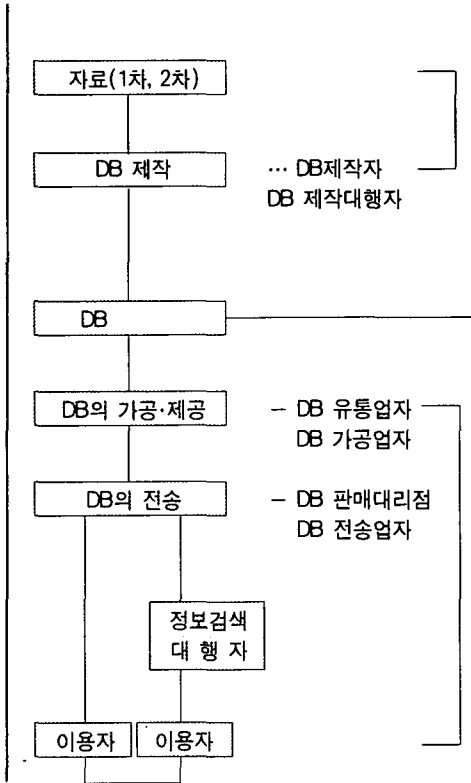 자료(1차, 2차)
DB 제작
… DB제작자
DB 제작대행자
DB
DB의 가공·제공
– DB 유통업자
DB 가공업자
DB의 전송
– DB 판매대리점
DB 전송업자
정보검색
대 행 자
이용자
이용자